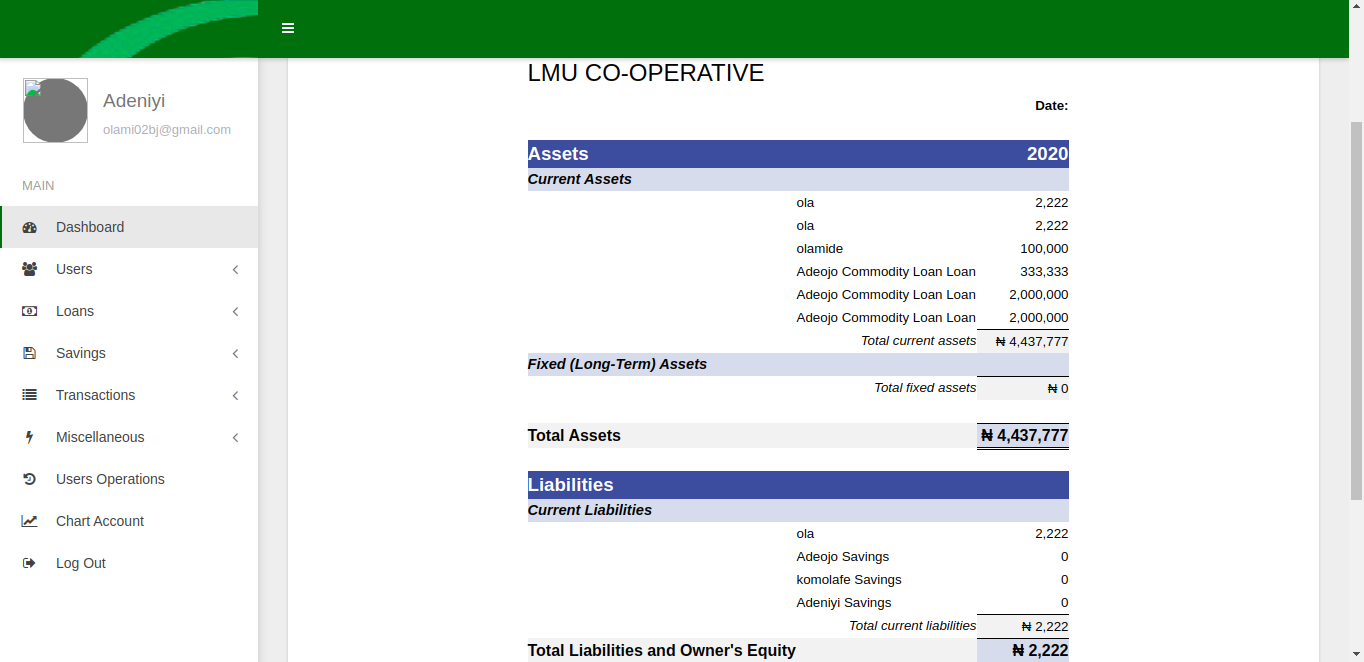 LMU CO-OPERATIVE
Date:
Adeniyi
olami02bj@gmail.com
MAIN
Dashboard
Users
Loans
Savings
Transactions
Miscellaneous
Users Operations
Chart Account
Log Out
Assets 2020
Current Assets
ola 2,222
ola 2,222
olamide 100,000
Adeojo Commodity Loan Loan 333,333
Adeojo Commodity Loan Loan 2,000,000
Adeojo Commodity Loan Loan 2,000,000
Total current assets ₦ 4,437,777
Fixed (Long-Term) Assets
Total fixed assets ₦ 0
Total Assets ₦ 4,437,777
Liabilities
Current Liabilities
ola 2,222
Adeojo Savings 0
komolafe Savings 0
Adeniyi Savings 0
Total current liabilities ₦ 2,222
Total Liabilities and Owner's Equity ₦ 2,222